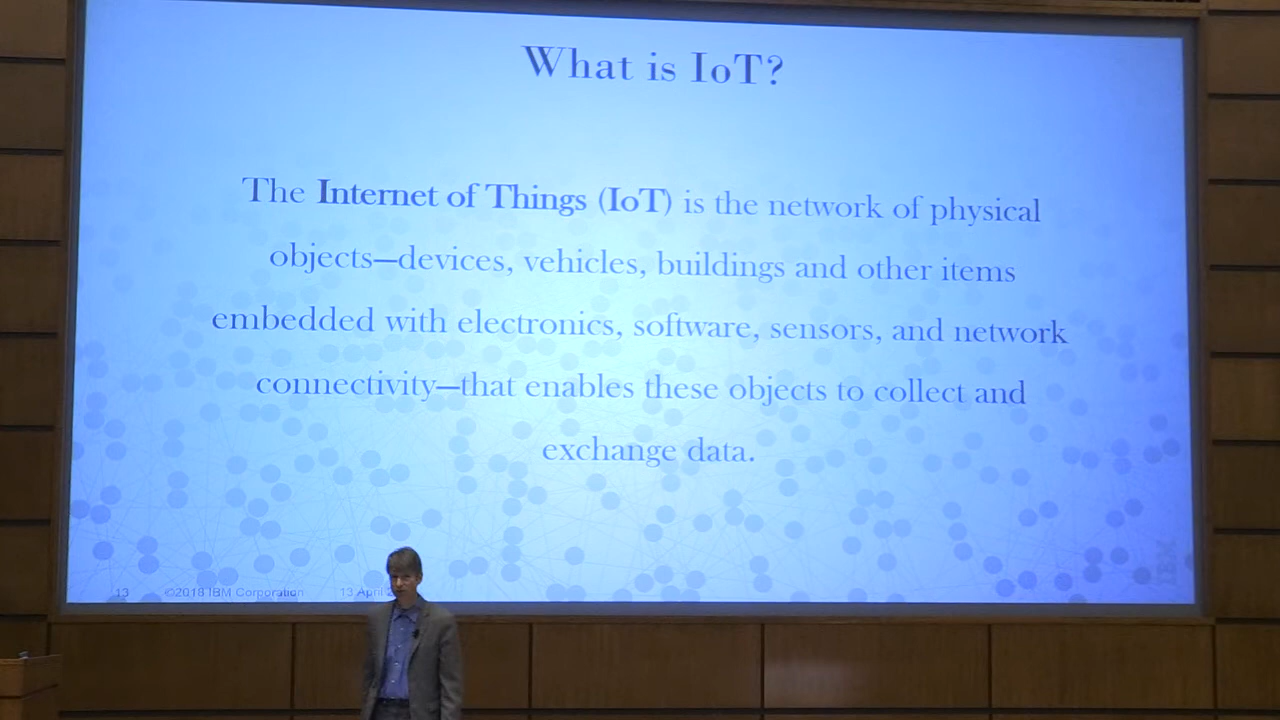 What is IoT?
The Internet of Things (IoT) is the network of physical
objects—devices, vehicles, buildings and other items
embedded with electronics, software, sensors, and network
connectivity—that enables these objects to collect and
exchange data.
13 ©2018 IBM Corporation 13 April
IBM